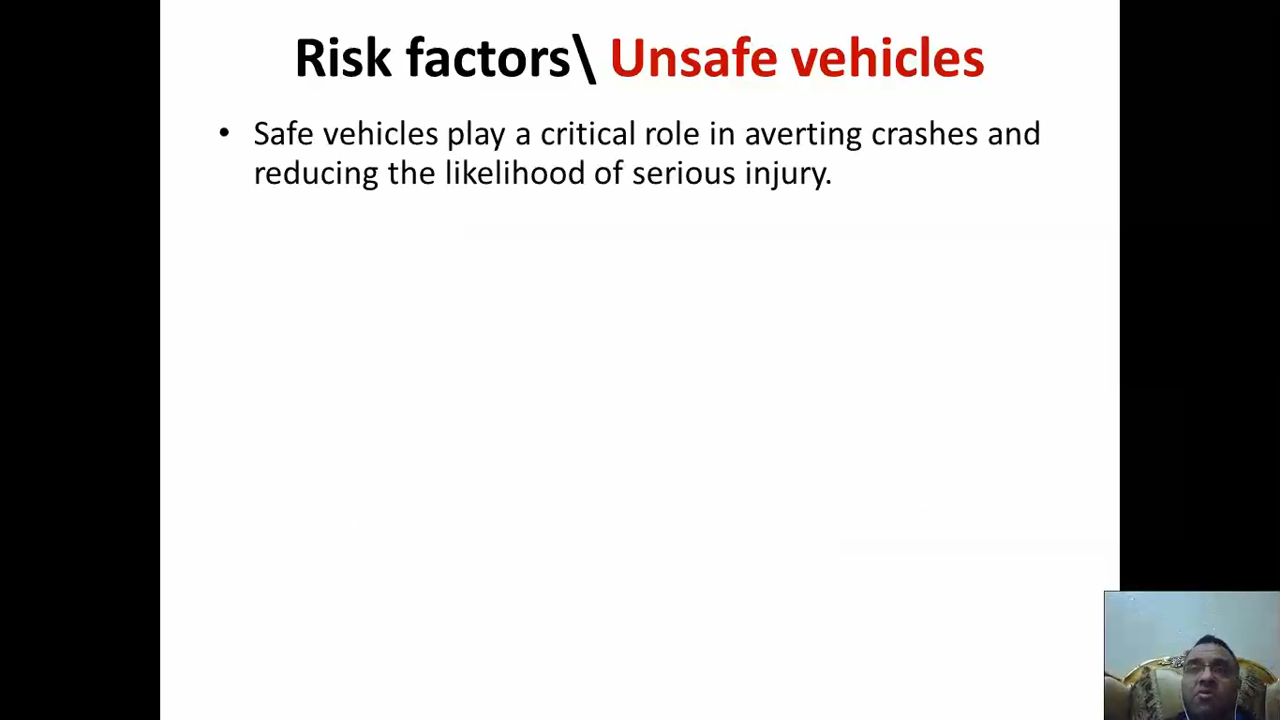 Risk factors\ Unsafe vehicles
• Safe vehicles play a critical role in averting crashes and
reducing the likelihood of serious injury.